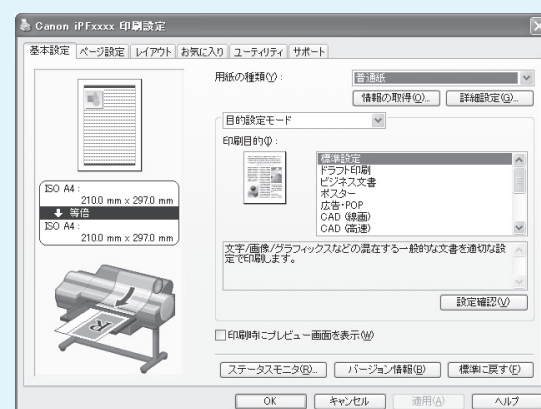 Canon iPFxxxx 印刷設定
基本設定 ページ設定 レイアウト お気に入り ユーティリティ サポート
用紙の種類(Y):
普通紙
情報の取得(O)... 詳細設定(G)...
目的設定モード
印刷目的(I):
標準設定
ドラフト印刷
ビジネス文書
ポスター
広告・POP
CAD (線画)
CAD (高速)
ISO A4 :
210.0 mm x 297.0 mm
等倍
ISO A4 :
210.0 mm x 297.0 mm
文字/画像/グラフィックスなどの混在する一般的な文書を適切な設
定で印刷します。
設定確認(V)
印刷時にプレビュー画面を表示(W)
ステータスモニタ(R)... バージョン情報(B) 標準に戻す(F)
OK キャンセル 適用(A) ヘルプ